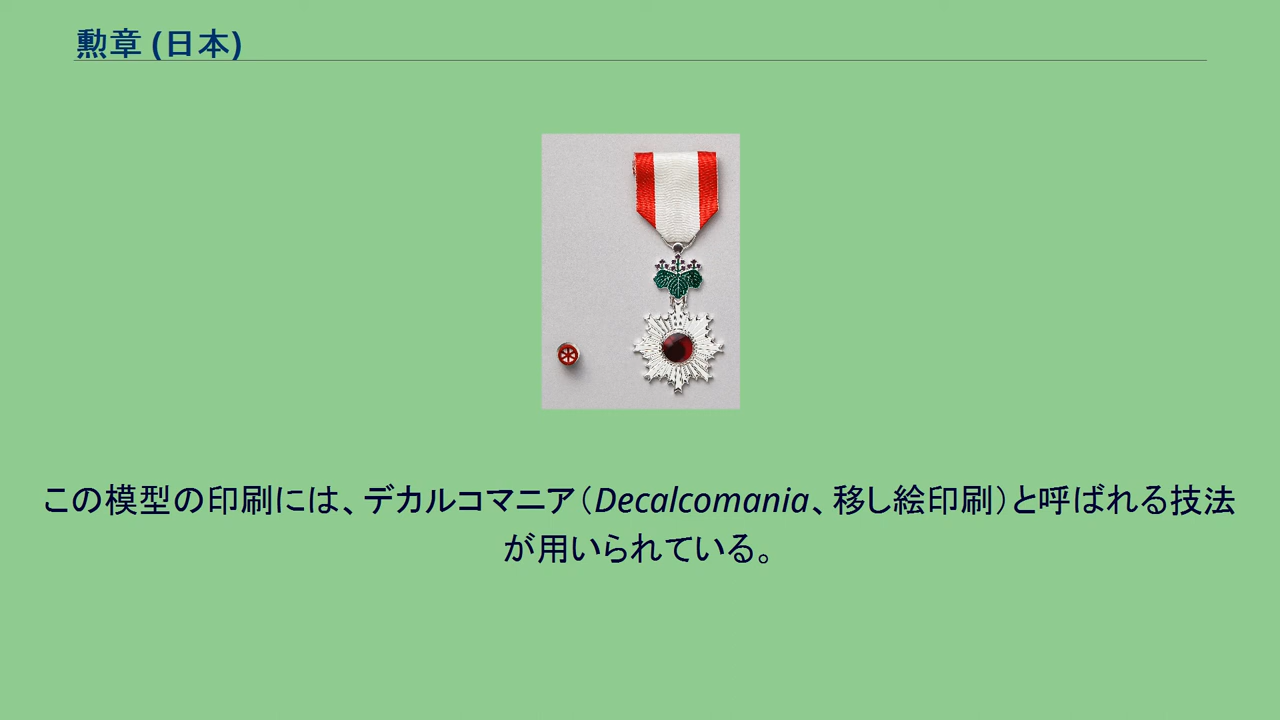 勲章 (日本)
この模型の印刷には、デカルコマニア（Decalcomania、移し絵印刷）と呼ばれる技法
が用いられている。